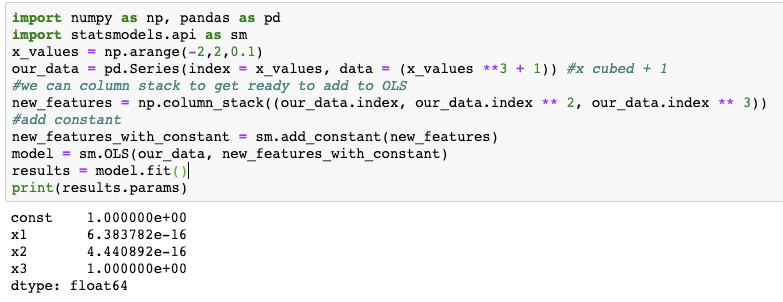 import numpy as np, pandas as pd
import statsmodels.api as sm
x_values = np.arange(-2,2,0.1)
our_data = pd.Series(index = x_values, data = (x_values **3 + 1)) #x cubed + 1
#we can column stack to get ready to add to OLS
new_features = np.column_stack((our_data.index, our_data.index ** 2, our_data.index ** 3))
#add constant
new_features_with_constant = sm.add_constant(new_features)
model = sm.OLS(our_data, new_features_with_constant)
results = model.fit()
print(results.params)
const    1.000000e+00
x1       6.383782e-16
x2       4.440892e-16
x3       1.000000e+00
dtype: float64